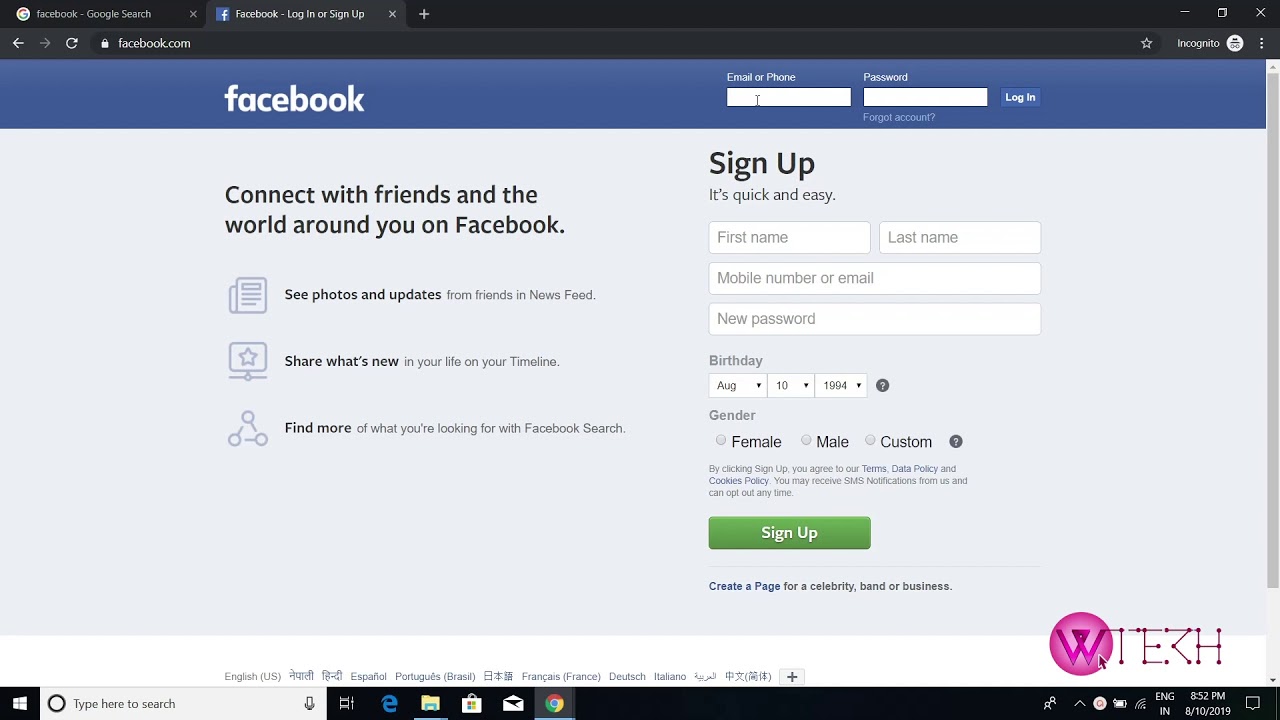 facebook - Google Search
Facebook - Log In or Sign Up
facebook.com
Incognito
facebook
Email or Phone
Password
Log In
Forgot account?
Connect with friends and the
world around you on Facebook.
See photos and updates from friends in News Feed.
Share what's new in your life on your Timeline.
Find more of what you're looking for with Facebook Search.
Sign Up
It's quick and easy.
First name
Last name
Mobile number or email
New password
Birthday
Aug 10 1994
Gender
Female Male Custom
By clicking Sign Up, you agree to our Terms, Data Policy and
Cookies Policy. You may receive SMS Notifications from us and
can opt out any time.
Sign Up
Create a Page for a celebrity, band or business.
WTEKH
English (US) नेपाली हिन्दी Español Português (Brasil) 日本語 Français (France) Deutsch Italiano العربية 中文(简体)
Type here to search
ENG
IN
8:52 PM
8/10/2019